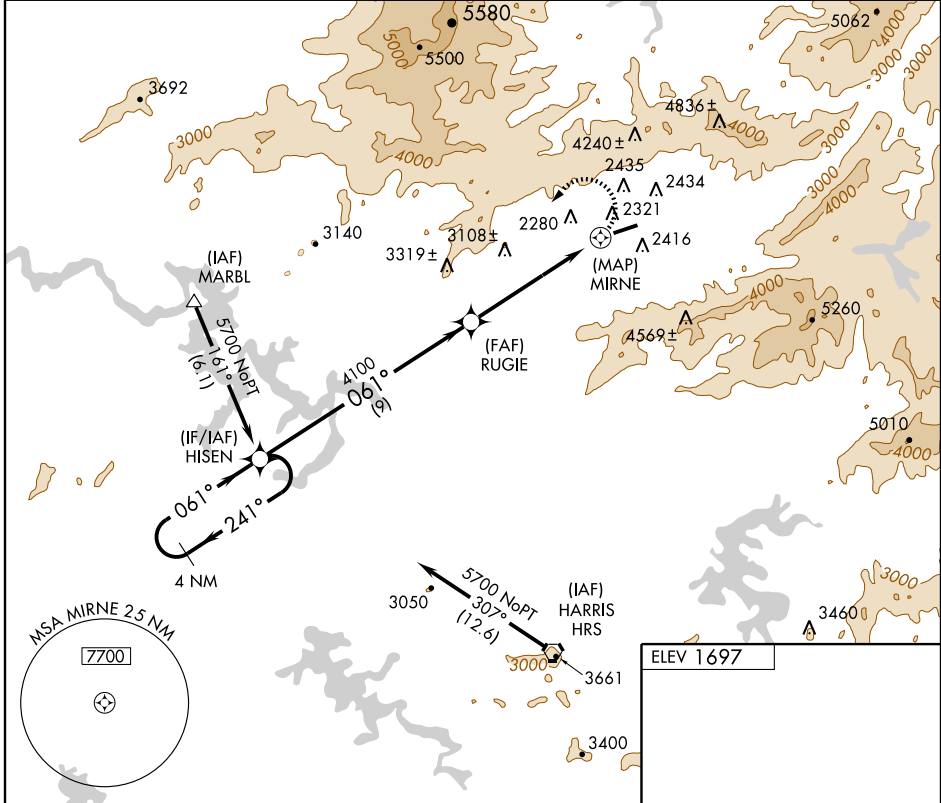 5580
5062
4000
5000
5500
3000
3000
3692
4836±
4000
3000
4240±
3000
4000
2435
2434
3000
4000
2280
2321
3140
3108±
3319±
2416
(MAP)
MIRNE
(IAF)
MARBL
4000
5260
4569±
5700 NoPT
161°
(6.1)
(FAF)
RUGIE
4100
061°
(9)
(IF/IAF)
HISEN
5010
4000
061°
241°
4 NM
5700 NoPT
307°
(12.6)
(IAF)
HARRIS
HRS
3000
3050
3460
MSA MIRNE 25 NM
7700
3000
3661
ELEV 1697
3400